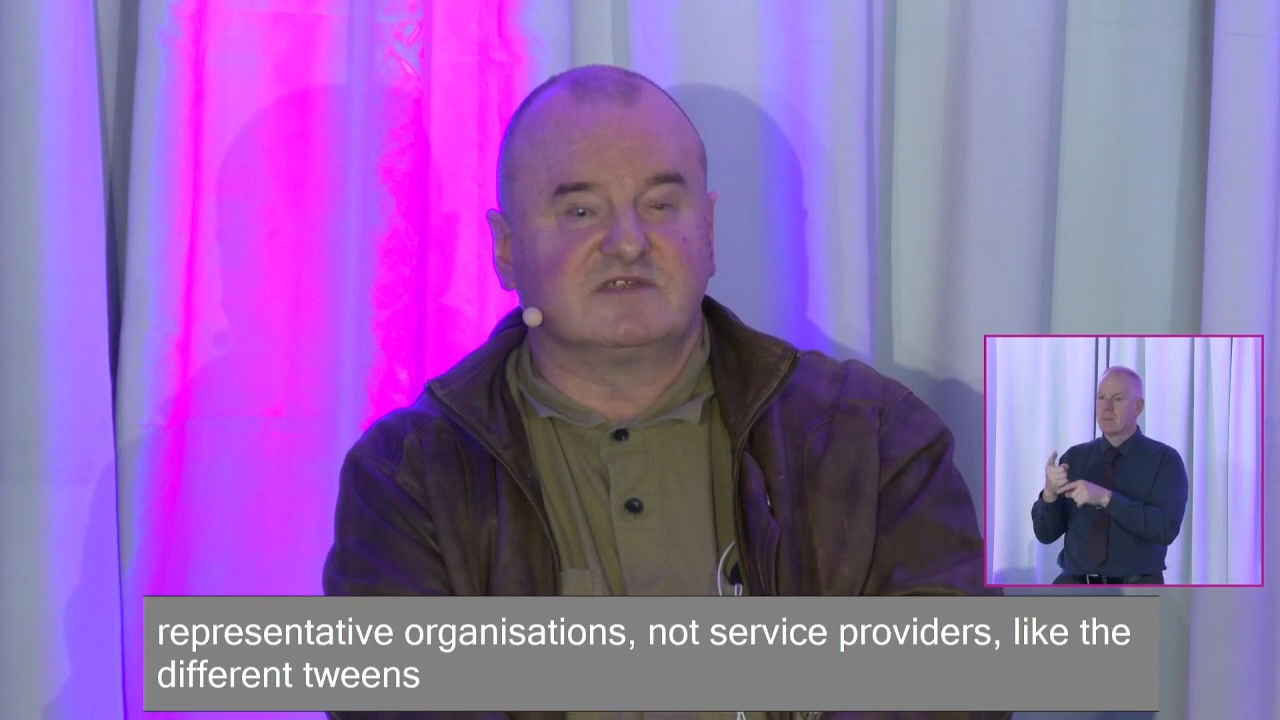 representative organisations, not service providers, like the
different tweens